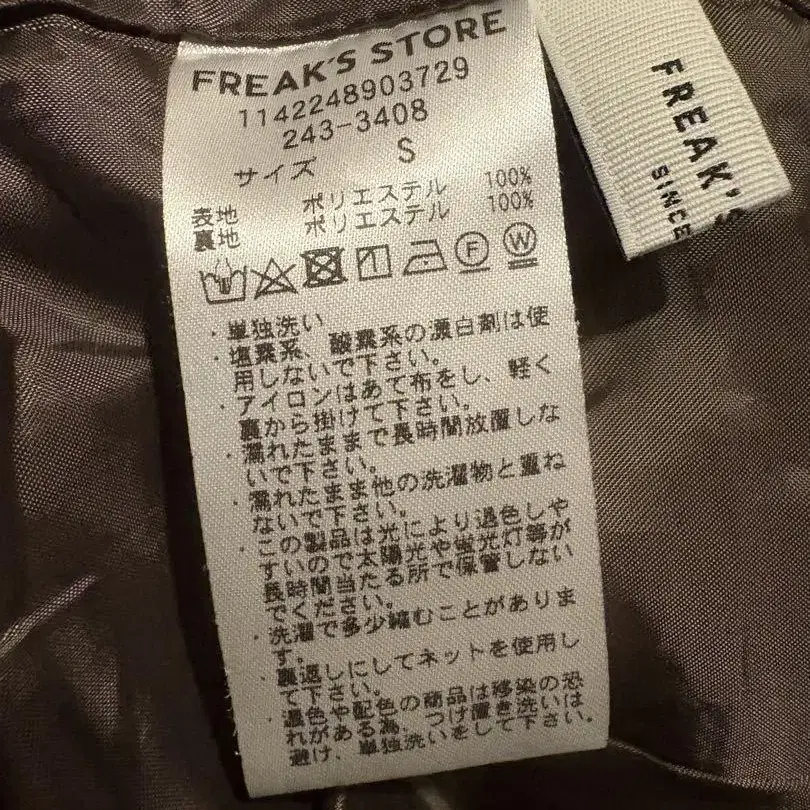 FREAK'S STORE
1142248903729
243-3408
サイズ S
表地 ポリエステル 100%
裏地 ポリエステル 100%
F W
・単独洗い
・塩素系、酸素系の漂白剤は使
用しないで下さい。
・アイロンはあて布をし、軽く
裏から掛けて下さい。
・濡れたままで長時間放置しな
いで下さい。
・濡れたまま他の洗濯物と重ね
ないで下さい。
・この製品は光により退色しや
すいので太陽光や蛍光灯等が
長時間当たる所で保管しない
でください。
・洗濯で多少縮むことがありま
す。
・裏返しにしてネットを使用し
て下さい。
・濃色や配色の商品は移染の恐
れがある為、つけ置き洗いは
避け、単独洗いをして下さい。
FREAK'S
SINCE